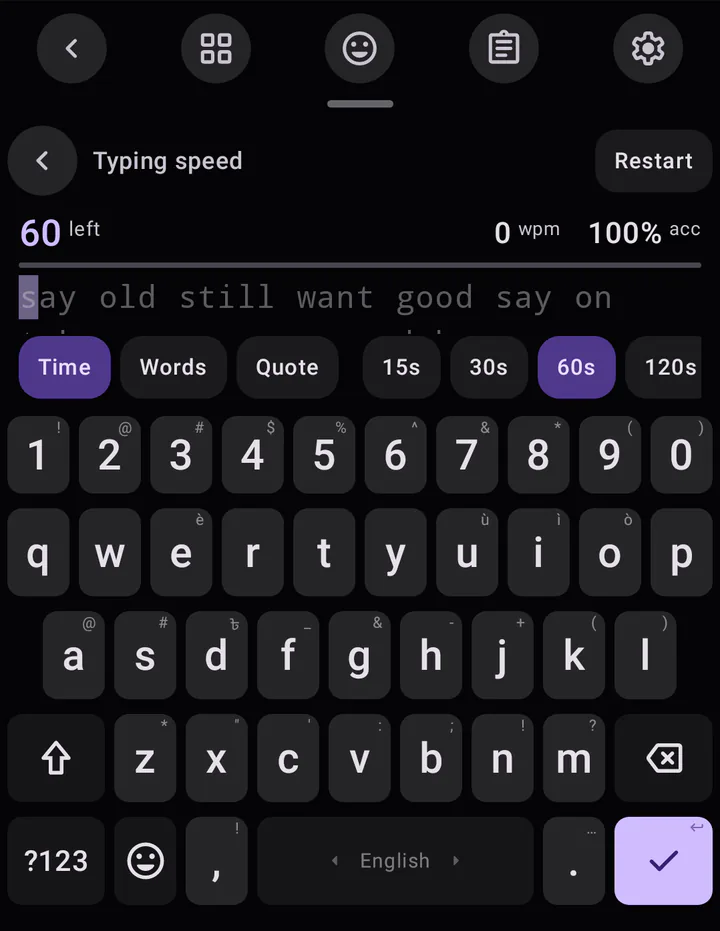 Typing speed Restart
60 left 0 wpm 100% acc
say old still want good say on
Time Words Quote 15s 30s 60s 120s
! @ # $ % ^ & * ( )
1 2 3 4 5 6 7 8 9 0
è ù ì ò
q w e r t y u i o p
@ # _ & - + ( )
a s d f g h j k l
* " ' : ; ! ?
z x c v b n m
! …
?123 , English .